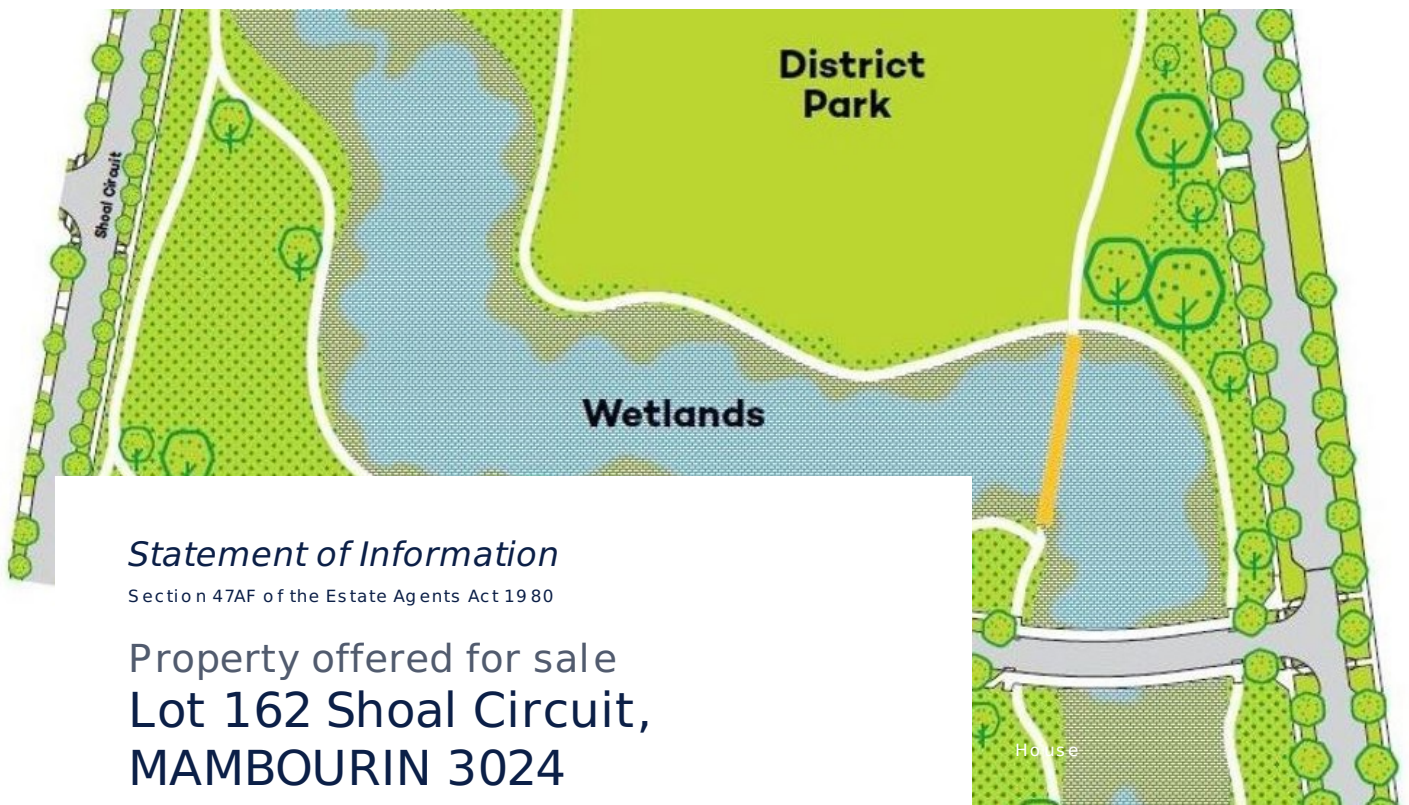 District
Park
Shoal Circuit
Wetlands
Statement of Information
Section 47AF of the Estate Agents Act 1980
Property offered for sale
Lot 162 Shoal Circuit,
MAMBOURIN 3024
House